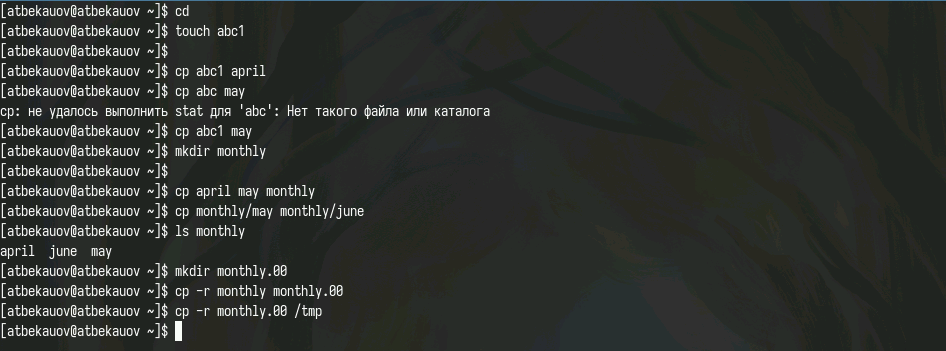 [atbekauov@atbekauov ~]$ cd
[atbekauov@atbekauov ~]$ touch abc1
[atbekauov@atbekauov ~]$
[atbekauov@atbekauov ~]$ cp abc1 april
[atbekauov@atbekauov ~]$ cp abc may
cp: не удалось выполнить stat для 'abc': Нет такого файла или каталога
[atbekauov@atbekauov ~]$ cp abc1 may
[atbekauov@atbekauov ~]$ mkdir monthly
[atbekauov@atbekauov ~]$
[atbekauov@atbekauov ~]$ cp april may monthly
[atbekauov@atbekauov ~]$ cp monthly/may monthly/june
[atbekauov@atbekauov ~]$ ls monthly
april  june  may
[atbekauov@atbekauov ~]$ mkdir monthly.00
[atbekauov@atbekauov ~]$ cp -r monthly monthly.00
[atbekauov@atbekauov ~]$ cp -r monthly.00 /tmp
[atbekauov@atbekauov ~]$